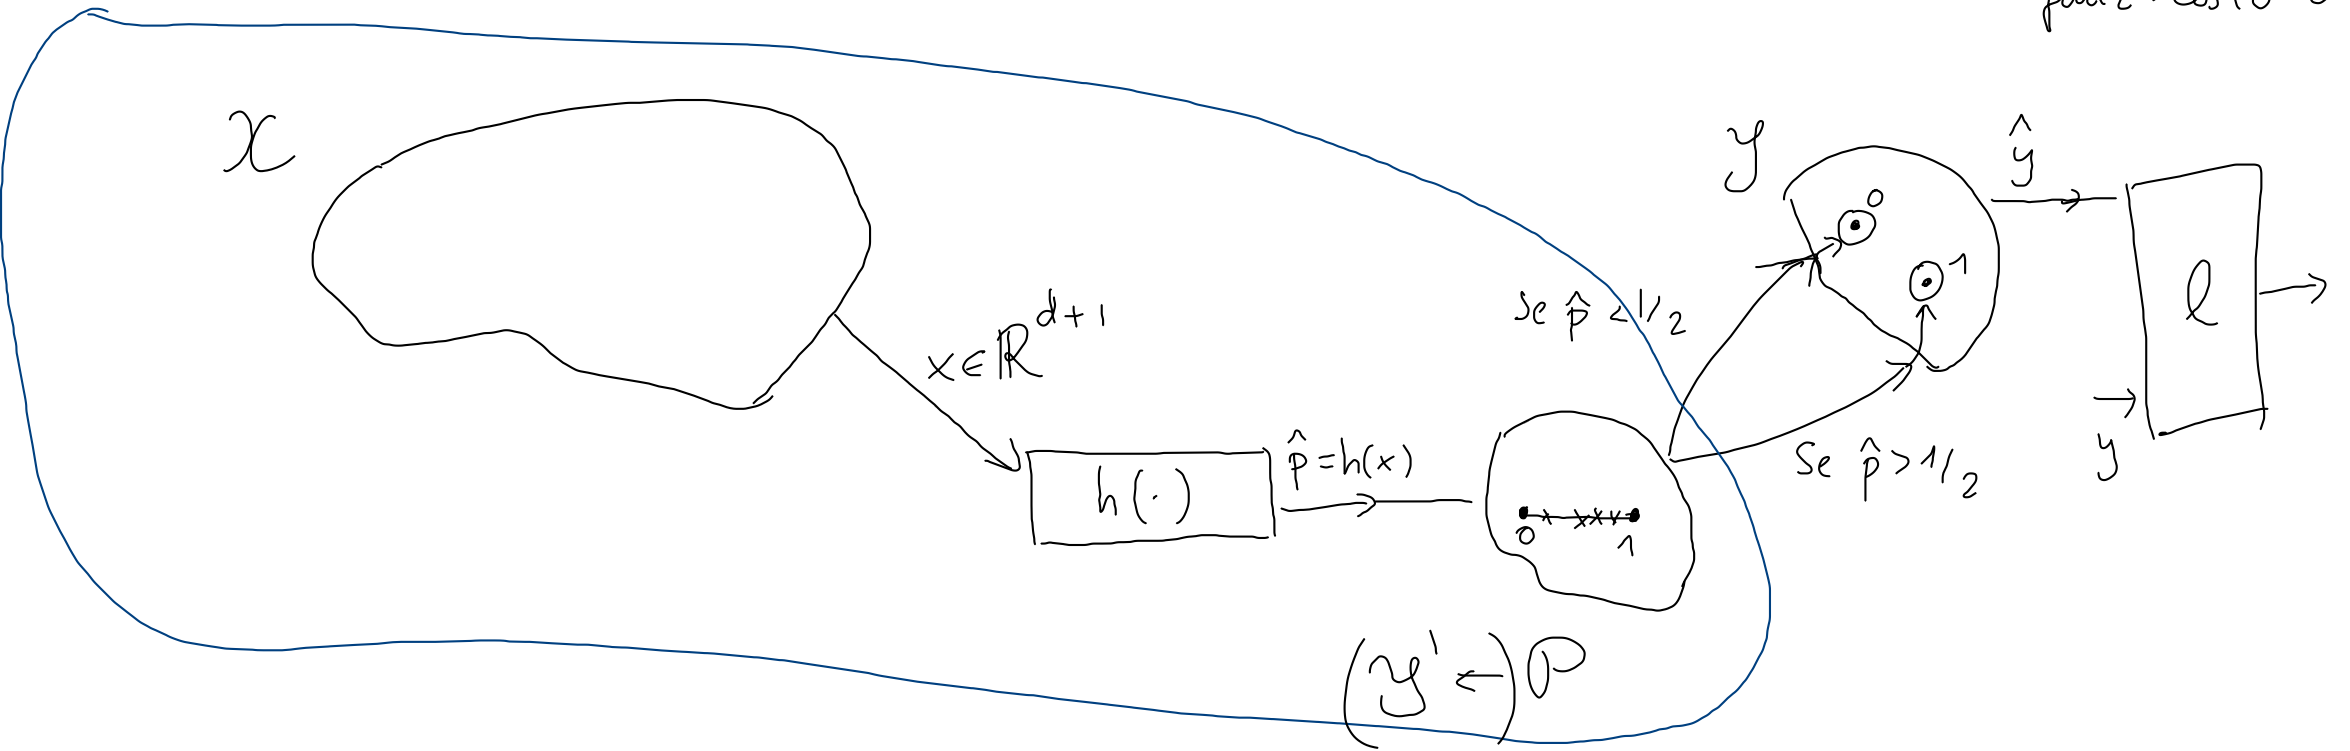 𝒳
x ∈ ℝ^{d+1}
h(·)
p̂ = h(x)
0 1
(𝒴' ←) P
Se p̂ < 1/2
Se p̂ > 1/2
𝒴
0
1
ŷ
y
ℓ